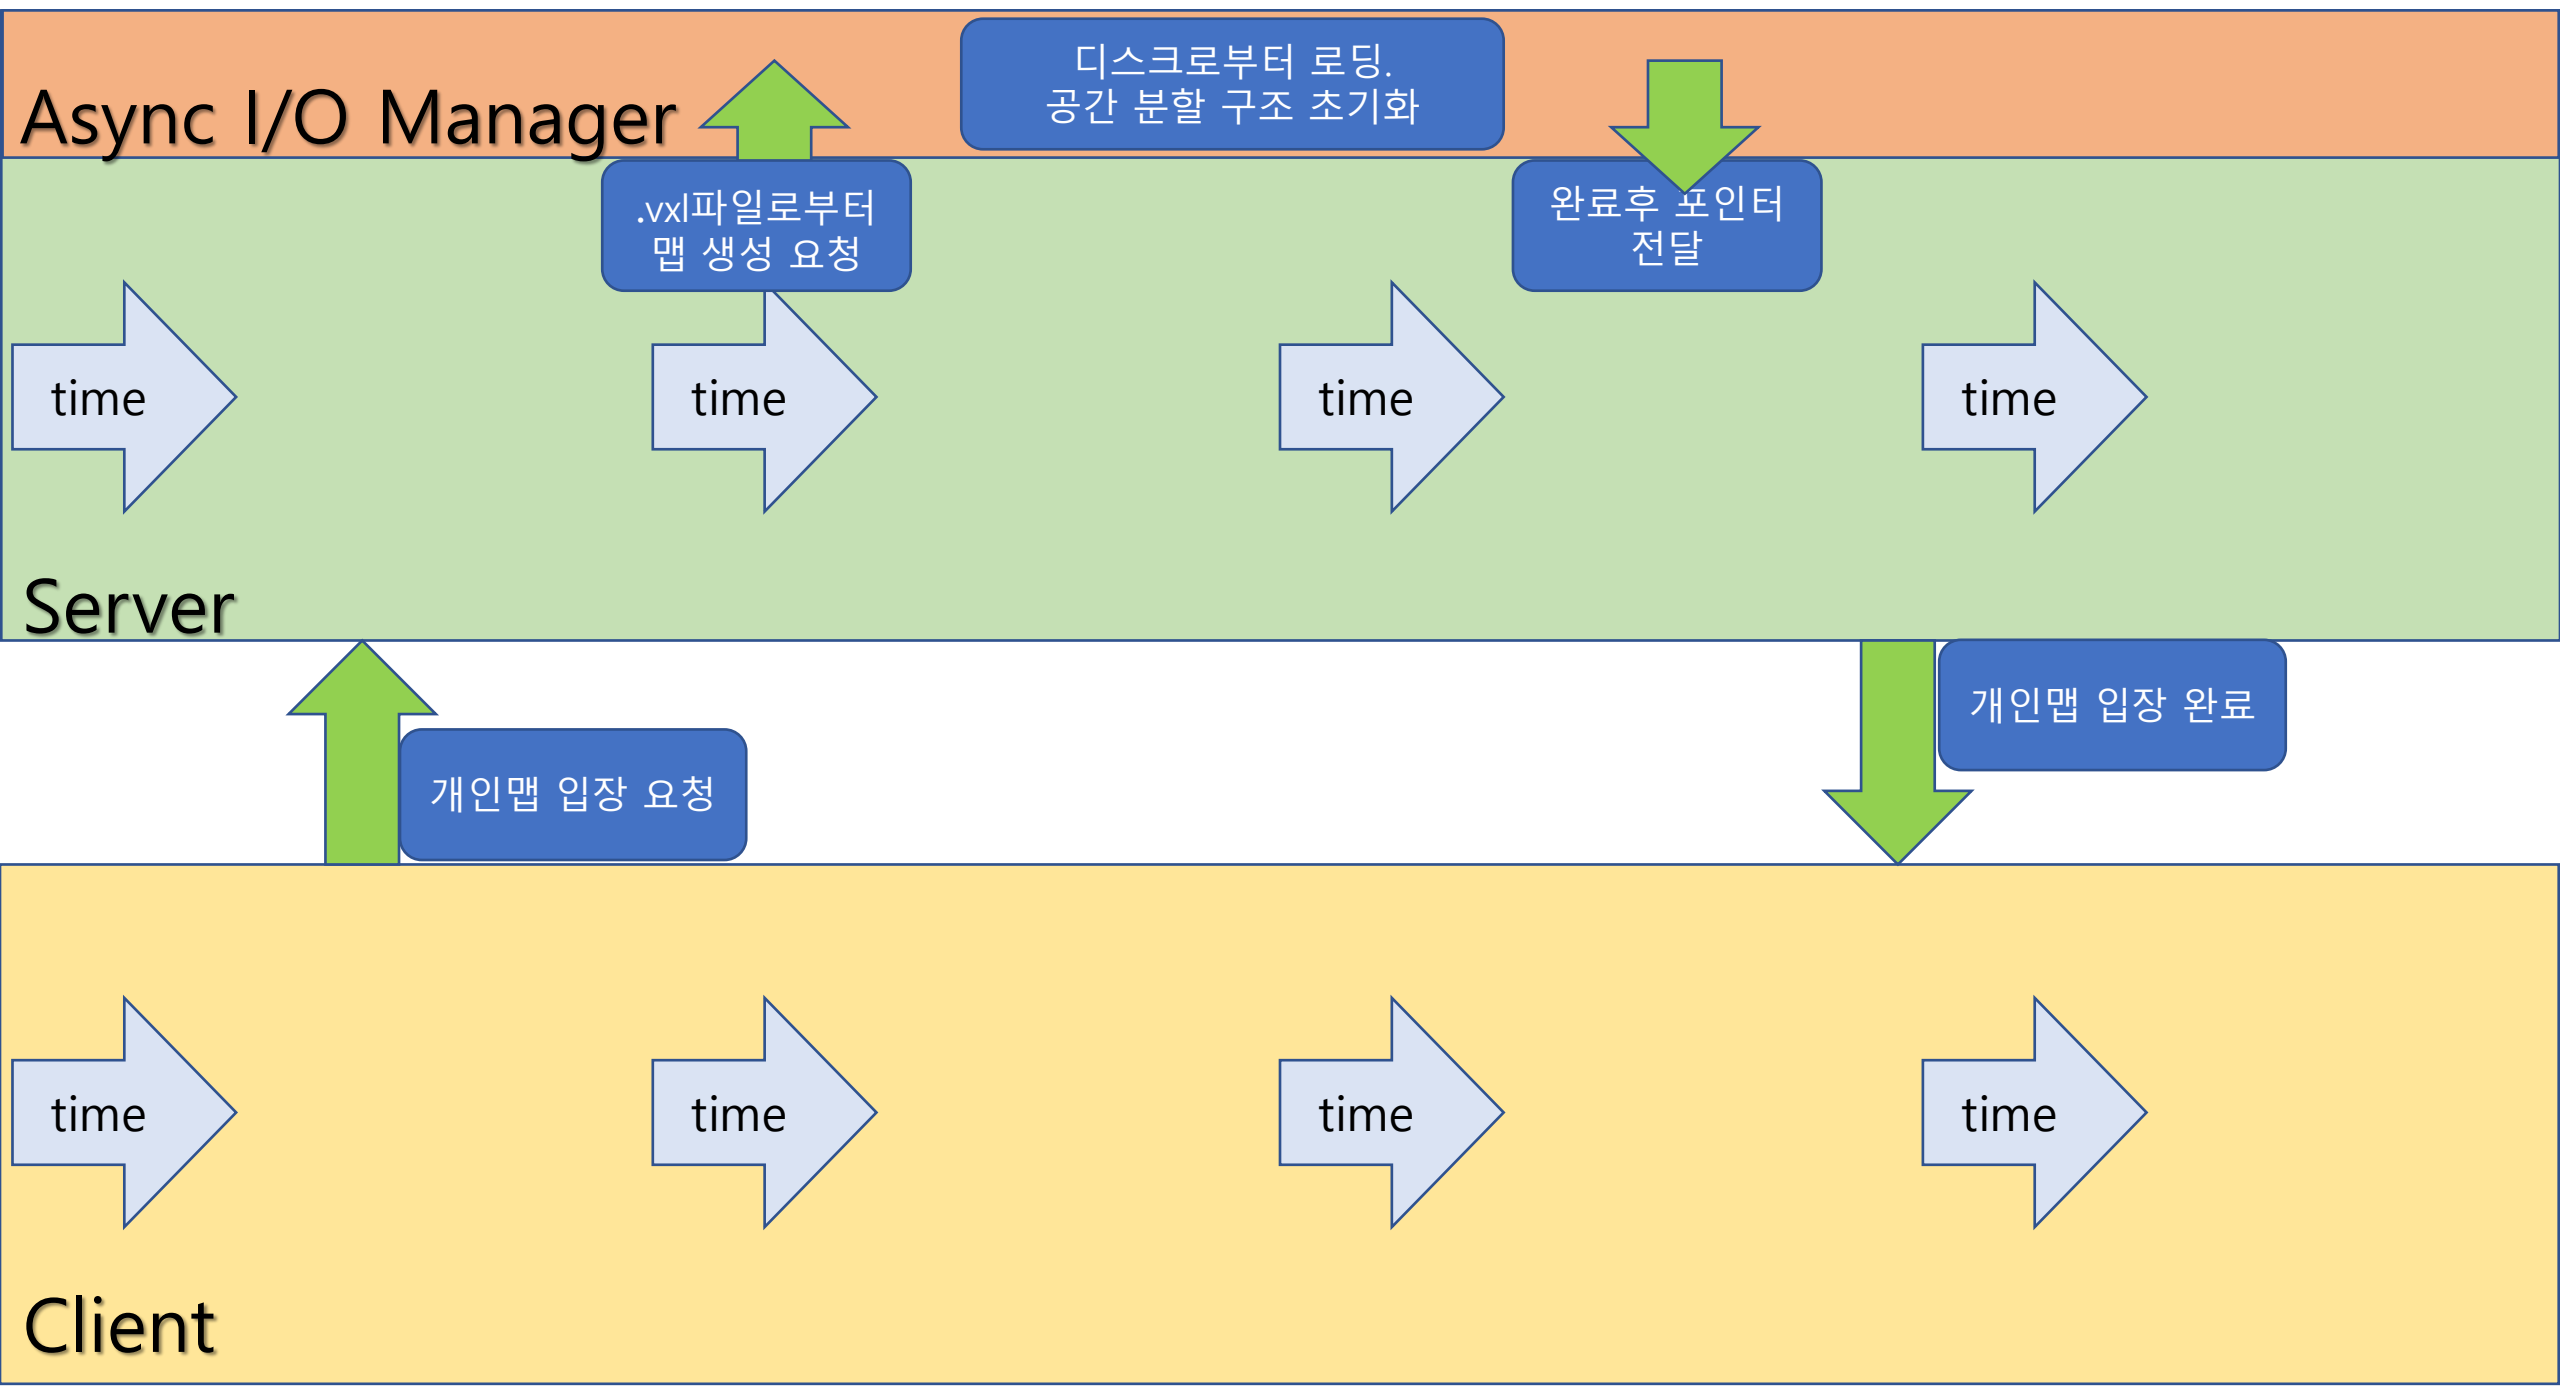 디스크로부터 로딩.
공간 분할 구조 초기화
Async I/O Manager
.vxl파일로부터
맵 생성 요청
완료후 포인터
전달
time
time
time
time
Server
개인맵 입장 완료
개인맵 입장 요청
time
time
time
time
Client